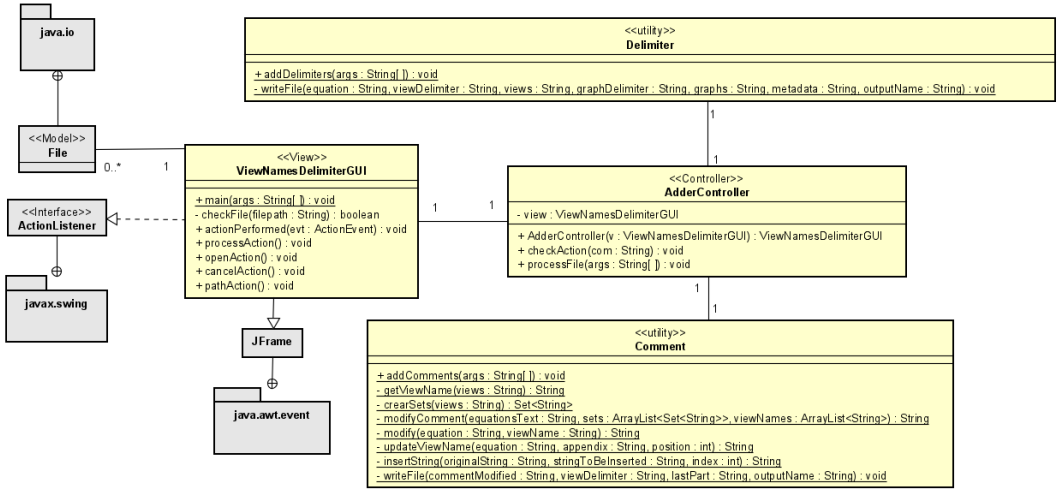 java.io
<<utility>>
Delimiter
+ addDelimiters(args : String[ ]) : void
- writeFile(equation : String, viewDelimiter : String, views : String, graphDelimiter : String, graphs : String, metadata : String, outputName : String) : void
1
1
<<Model>>
File
0..*
1
<<View>>
ViewNamesDelimiterGUI
+ main(args : String[ ]) : void
- checkFile(filepath : String) : boolean
+ actionPerformed(evt : ActionEvent) : void
+ processAction() : void
+ openAction() : void
+ cancelAction() : void
+ pathAction() : void
1
1
<<Controller>>
AdderController
- view : ViewNamesDelimiterGUI
+ AdderController(v : ViewNamesDelimiterGUI) : ViewNamesDelimiterGUI
+ checkAction(com : String) : void
+ processFile(args : String[ ]) : void
1
1
<<Interface>>
ActionListener
javax.swing
JFrame
java.awt.event
<<utility>>
Comment
+ addComments(args : String[ ]) : void
- getViewName(views : String) : String
- crearSets(views : String) : Set<String>
- modifyComment(equationsText : String, sets : ArrayList<Set<String>>, viewNames : ArrayList<String>) : String
- modify(equation : String, viewName : String) : String
- updateViewName(equation : String, appendix : String, position : int) : String
- insertString(originalString : String, stringToBeInserted : String, index : int) : String
- writeFile(commentModified : String, viewDelimiter : String, lastPart : String, outputName : String) : void